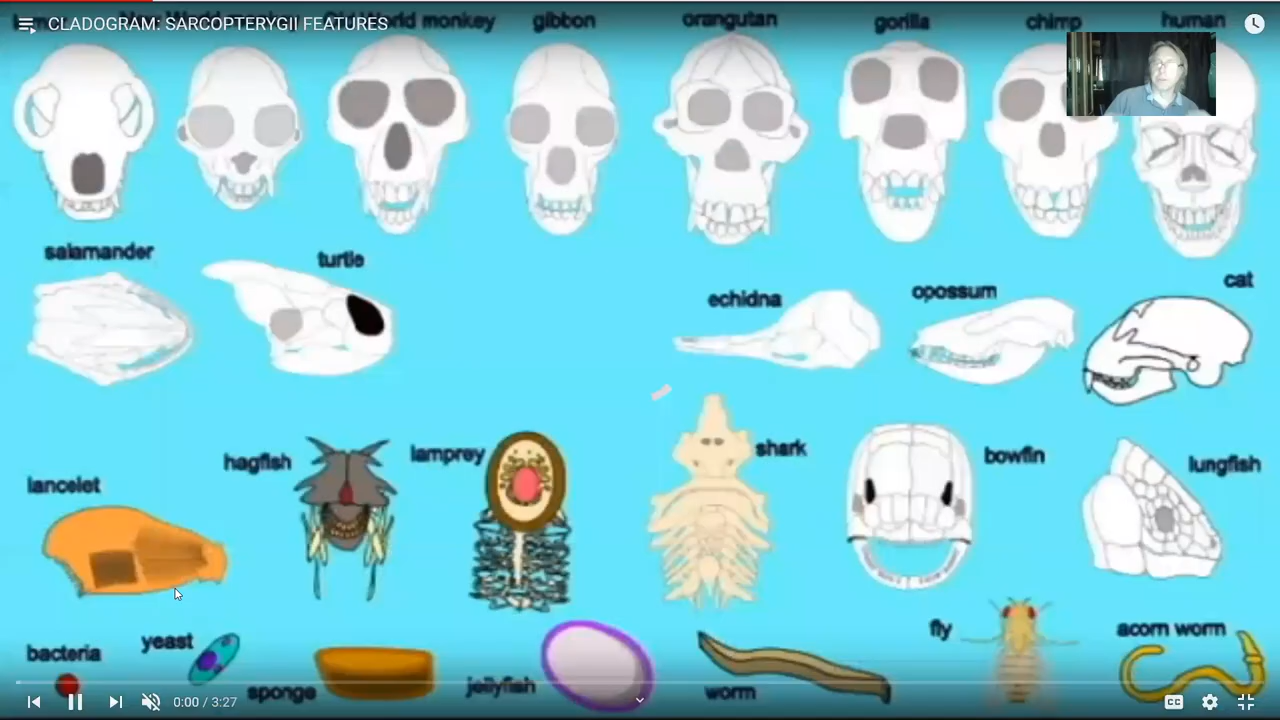 CLADOGRAM: SARCOPTERYGII FEATURES
World monkey
gibbon
orangutan
gorilla
chimp
human
salamander
turtle
echidna
opossum
cat
lancelet
hagfish
lamprey
shark
bowfin
lungfish
bacteria
yeast
sponge
jellyfish
worm
fly
acorn worm
0:00 / 3:27
CC